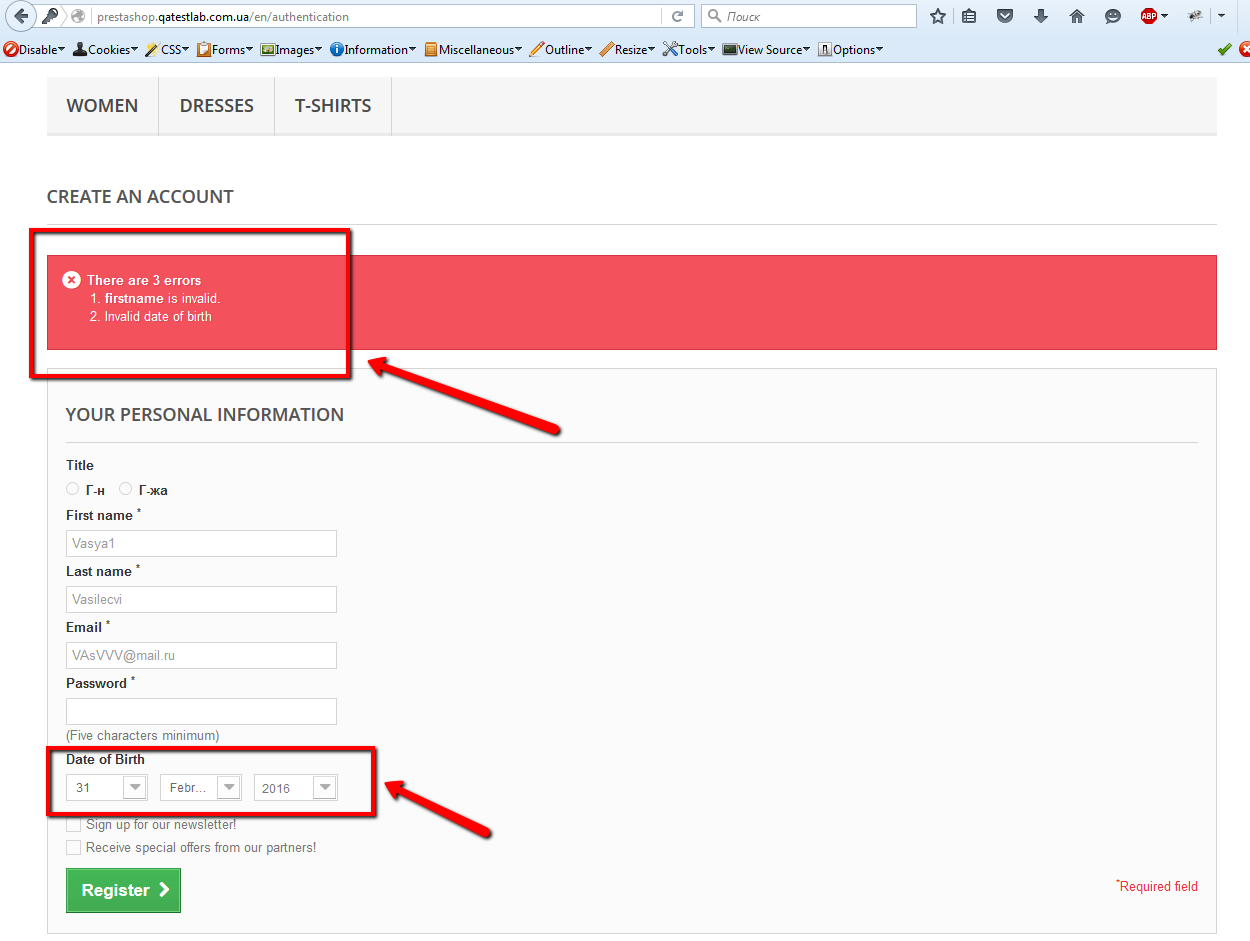 prestashop.qatestlab.com.ua/en/authentication Поиск ABP
Disable Cookies CSS Forms Images Information Miscellaneous Outline Resize Tools View Source Options
WOMEN DRESSES T-SHIRTS
CREATE AN ACCOUNT
There are 3 errors
1. firstname is invalid.
2. Invalid date of birth
YOUR PERSONAL INFORMATION
Title
Г-н Г-жа
First name *
Vasya1
Last name *
Vasilecvi
Email *
VAsVVV@mail.ru
Password *
(Five characters minimum)
Date of Birth
31 Febr... 2016
Sign up for our newsletter!
Receive special offers from our partners!
Register
*Required field